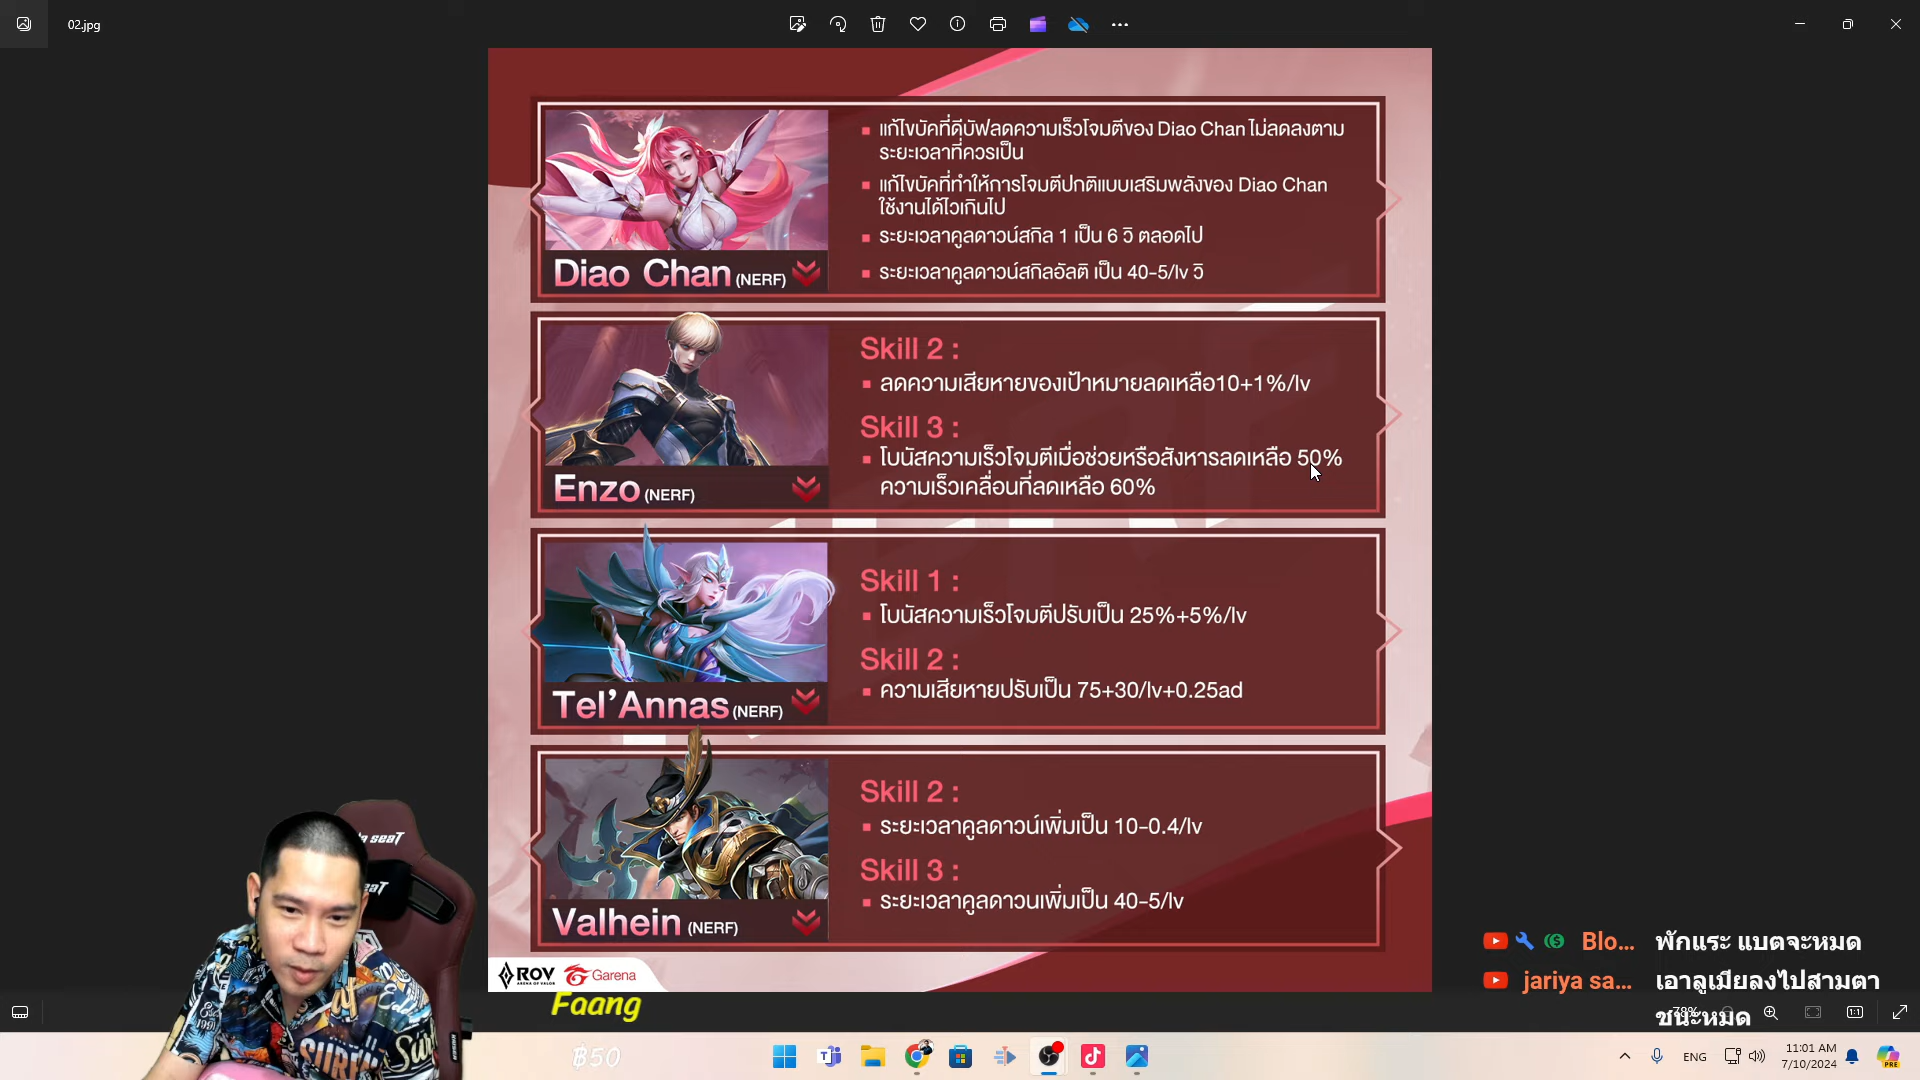 02.jpg
แก้ไขบัคที่ดีบัฟลดความเร็วโจมตีของ Diao Chan ไม่ลดลงตาม
ระยะเวลาที่ควรเป็น
แก้ไขบัคที่ทำให้การโจมตีปกติแบบเสริมพลังของ Diao Chan
ใช้งานได้ไวเกินไป
ระยะเวลาคูลดาวน์สกิล 1 เป็น 6 วิ ตลอดไป
ระยะเวลาคูลดาวน์สกิลอัลติ เป็น 40-5/lv วิ
Diao Chan (NERF)
Skill 2 :
ลดความเสียหายของเป้าหมายลดเหลือ10+1%/lv
Skill 3 :
โบนัสความเร็วโจมตีเมื่อช่วยหรือสังหารลดเหลือ 50%
ความเร็วเคลื่อนที่ลดเหลือ 60%
Enzo (NERF)
Skill 1 :
โบนัสความเร็วโจมตีปรับเป็น 25%+5%/lv
Skill 2 :
ความเสียหายปรับเป็น 75+30/lv+0.25ad
Tel'Annas (NERF)
Skill 2 :
ระยะเวลาคูลดาวน์เพิ่มเป็น 10-0.4/lv
Skill 3 :
ระยะเวลาคูลดาวนเพิ่มเป็น 40-5/lv
Valhein (NERF)
ROV
ARENA OF VALOR
Garena
Faang
฿50
Blo... พักแระ แบตจะหมด
jariya sa... เอาลูเมียลงไปสามตา
ชนะหมด
78%
1:1
ENG
11:01 AM
7/10/2024
PRE